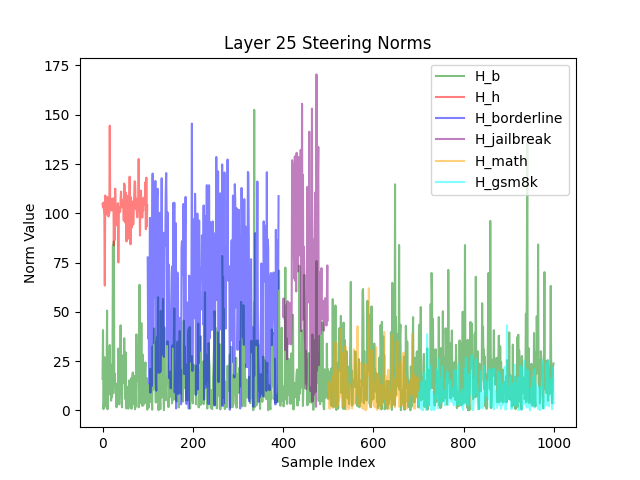 Layer 25 Steering Norms
175
150
125
100
75
50
25
0
Norm Value
0
200
400
600
800
1000
Sample Index
H_b
H_h
H_borderline
H_jailbreak
H_math
H_gsm8k